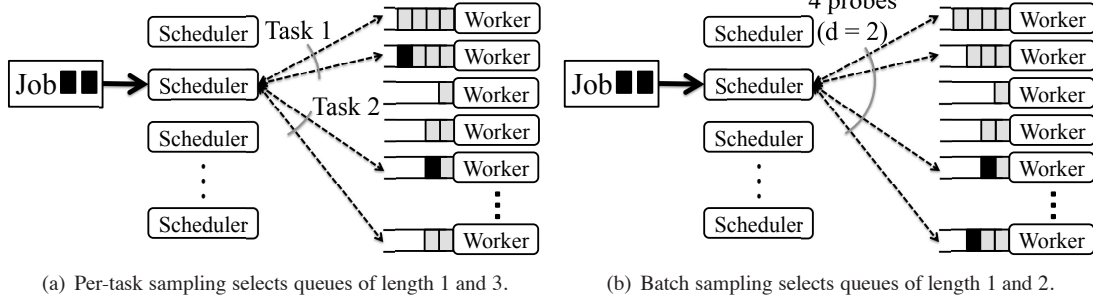 Scheduler
Task 1
Job
Scheduler
Task 2
Scheduler
Scheduler
Worker
Worker
Worker
Worker
Worker
Worker
(a) Per-task sampling selects queues of length 1 and 3.
4 probes
(d = 2)
Scheduler
Job
Scheduler
Scheduler
Scheduler
Worker
Worker
Worker
Worker
Worker
Worker
(b) Batch sampling selects queues of length 1 and 2.